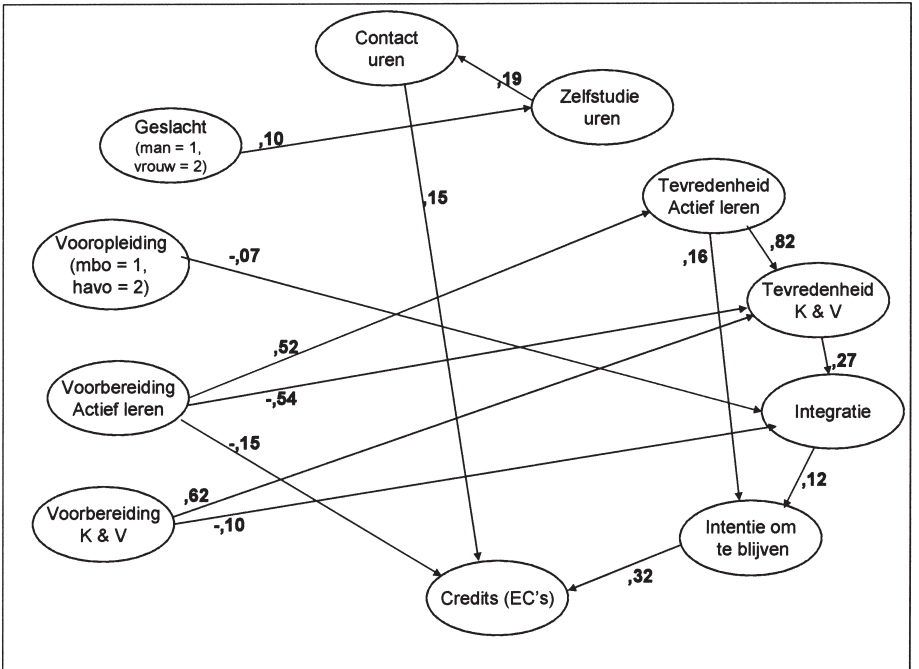 Contact
uren
,19
Zelfstudie
uren
Geslacht
(man = 1,
vrouw = 2)
,10
,15
Tevredenheid
Actief leren
Vooropleiding
(mbo = 1,
havo = 2)
-,07
,16
,82
Tevredenheid
K & V
,52
,27
Voorbereiding
Actief leren
-,54
Integratie
-,15
,12
,62
Voorbereiding
K & V
-,10
Intentie om
te blijven
,32
Credits (EC's)